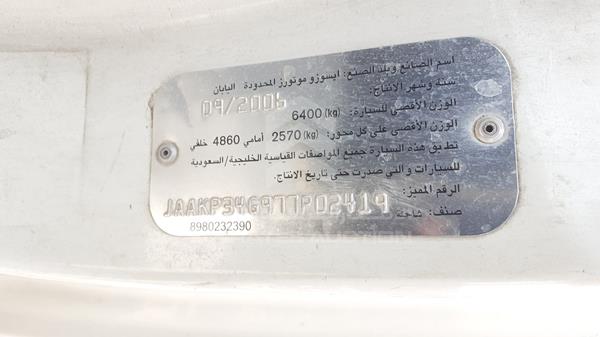 اسم الصانع وبلد الصنع: ايسوزو موتورز المحدودة اليابان
سنة وشهر الإنتاج:
09/2006
الوزن الأقصى للسيارة: 6400 (kg)
الوزن الأقصى على كل محور: 2570 (kg) أمامي 4860 خلفي
تطابق هذه السيارة جميع المواصفات القياسية الخليجية/السعودية
للسيارات والتي صدرت حتى تاريخ الانتاج.
الرقم المميز:
JAAKP34G977P02419
صنف: شاحنة
8980232390